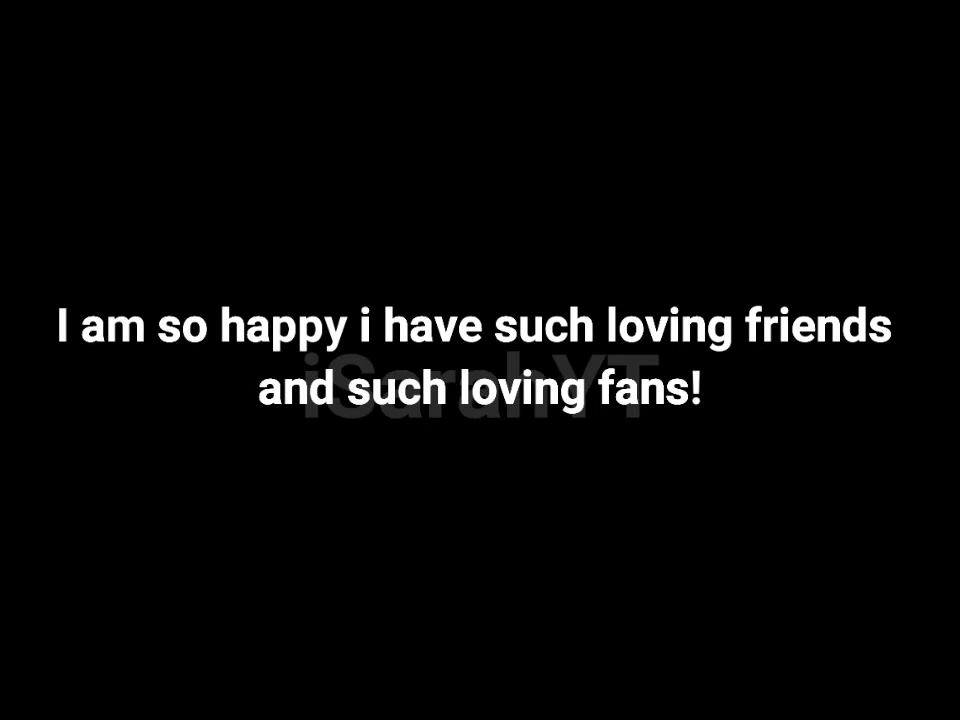 I am so happy i have such loving friends
and such loving fans!
iSarahYT